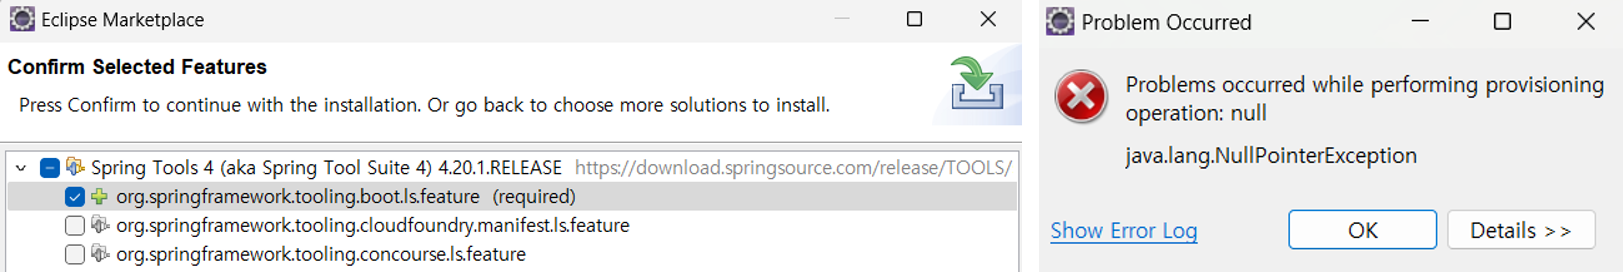 Eclipse Marketplace
Confirm Selected Features
Press Confirm to continue with the installation. Or go back to choose more solutions to install.
Spring Tools 4 (aka Spring Tool Suite 4) 4.20.1.RELEASE https://download.springsource.com/release/TOOLS/
org.springframework.tooling.boot.ls.feature (required)
org.springframework.tooling.cloudfoundry.manifest.ls.feature
org.springframework.tooling.concourse.ls.feature
Problem Occurred
Problems occurred while performing provisioning
operation: null
java.lang.NullPointerException
Show Error Log
OK
Details >>